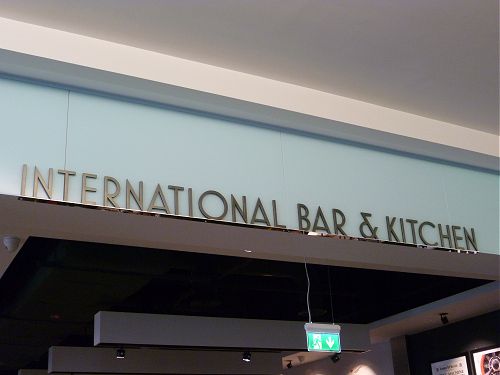 INTERNATIONAL BAR & KITCHEN